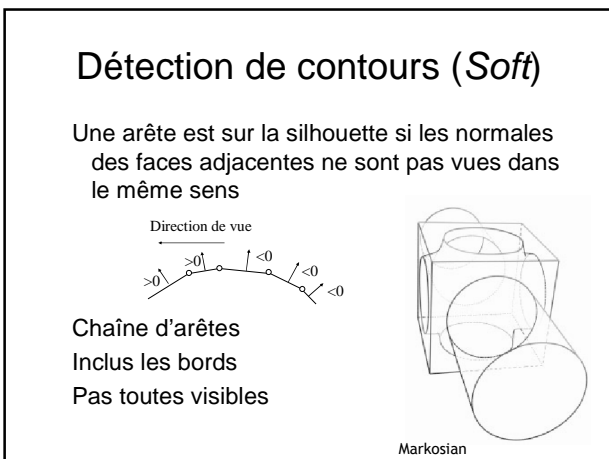 Détection de contours (Soft)
Une arête est sur la silhouette si les normales
des faces adjacentes ne sont pas vues dans
le même sens
Direction de vue
>0
>0
<0
<0
<0
Chaîne d'arêtes
Inclus les bords
Pas toutes visibles
Markosian